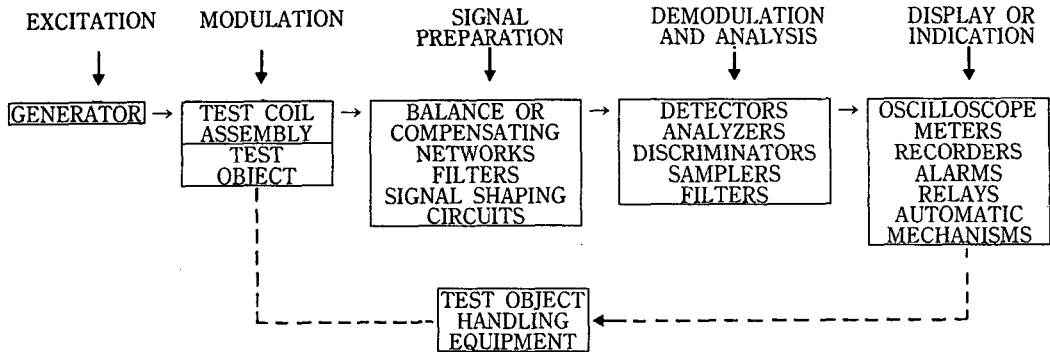 EXCITATION
MODULATION
SIGNAL
PREPARATION
DEMODULATION
AND ANALYSIS
DISPLAY OR
INDICATION
GENERATOR
TEST COIL
ASSEMBLY
TEST
OBJECT
BALANCE OR
COMPENSATING
NETWORKS
FILTERS
SIGNAL SHAPING
CIRCUITS
DETECTORS
ANALYZERS
DISCRIMINATORS
SAMPLERS
FILTERS
OSCILLOSCOPE
METERS
RECORDERS
ALARMS
RELAYS
AUTOMATIC
MECHANISMS
TEST OBJECT
HANDLING
EQUIPMENT